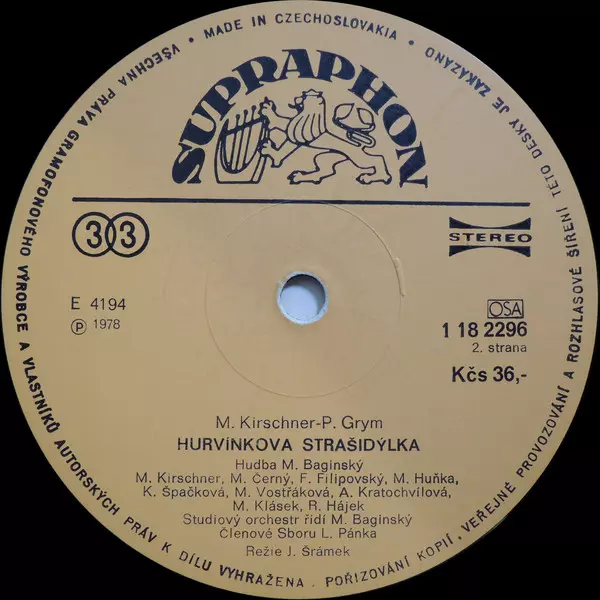 VŠECHNA PRÁVA GRAMOFONOVÉHO VÝROBCE A VLASTNÍKŮ AUTORSKÝCH PRÁV K DÍLU VYHRAŽENA . POŘIZOVÁNÍ KOPIÍ, VEŘEJNÉ PROVOZOVÁNÍ A ROZHLASOVÉ ŠÍŘENÍ TÉTO DESKY JE ZAKÁZÁNO
• MADE IN CZECHOSLOVAKIA •
SUPRAPHON
33
STEREO
E 4194
℗ 1978
OSA
1 18 2296
2. strana
Kčs 36,-
M. Kirschner-P. Grym
HURVÍNKOVA STRAŠIDÝLKA
Hudba M. Baginský
M. Kirschner, M. Černý, F. Filipovský, M. Huňka,
K. Špačková, M. Vostřáková, A. Kratochvílová,
M. Klásek, R. Hájek
Studiový orchestr řídí M. Baginský
Členové Sboru L. Pánka
Režie J. Šrámek